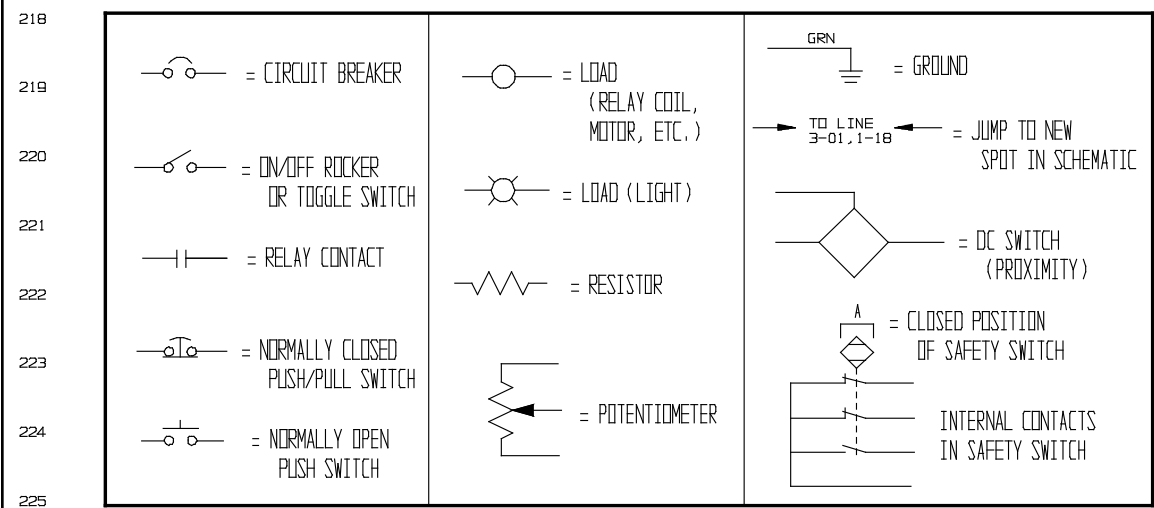 218
219
220
221
222
223
224
225
= CIRCUIT BREAKER
= ON/OFF ROCKER
OR TOGGLE SWITCH
= RELAY CONTACT
= NORMALLY CLOSED
PUSH/PULL SWITCH
= NORMALLY OPEN
PUSH SWITCH
= LOAD
(RELAY COIL,
MOTOR, ETC.)
= LOAD (LIGHT)
= RESISTOR
= POTENTIOMETER
GRN
= GROUND
TO LINE
3-01,1-18
= JUMP TO NEW
SPOT IN SCHEMATIC
= DC SWITCH
(PROXIMITY)
A
= CLOSED POSITION
OF SAFETY SWITCH
INTERNAL CONTACTS
IN SAFETY SWITCH